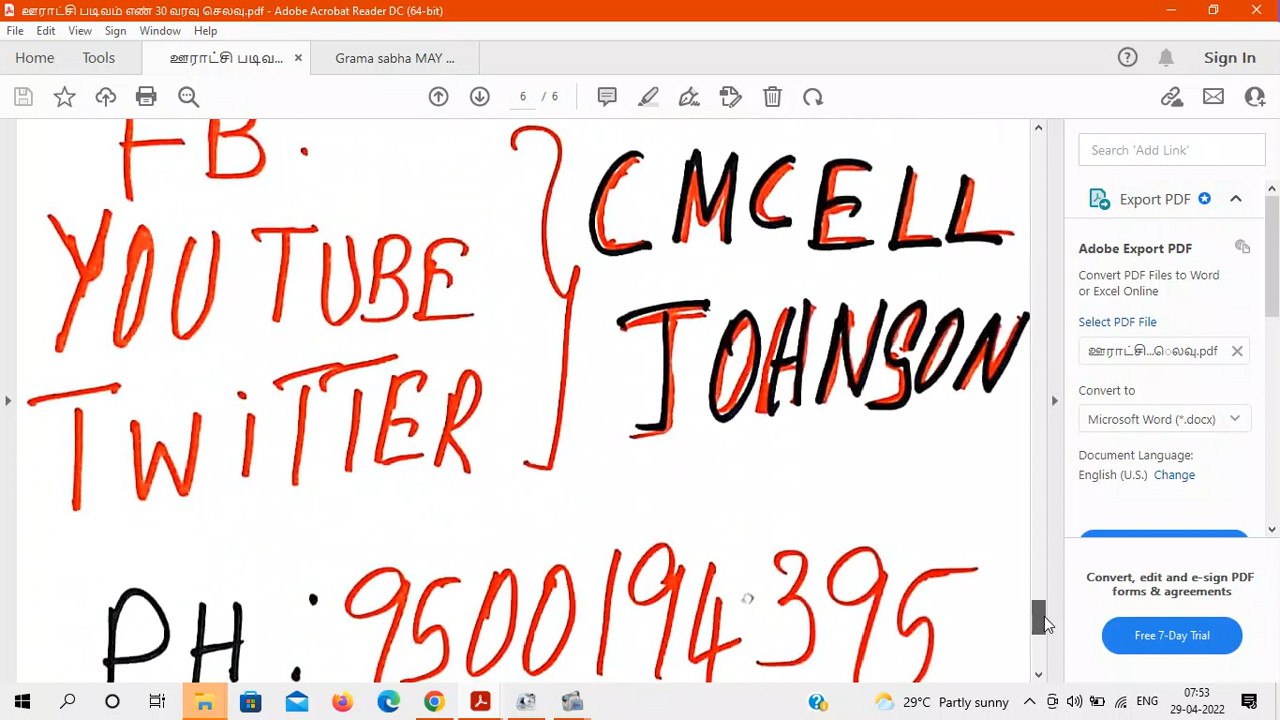 ஊராட்சி படிவம் எண் 30 வரவு செலவு.pdf - Adobe Acrobat Reader DC (64-bit)
File Edit View Sign Window Help
Home Tools ஊராட்சி படிவ... Grama sabha MAY ... Sign In
6 / 6
FB.
YOUTUBE
TWiTTER
CMCELL
JOHNSON
PH : 9500194395
Search 'Add Link'
Export PDF
Adobe Export PDF
Convert PDF Files to Word
or Excel Online
Select PDF File
ஊராட்சி...ெலவு.pdf
Convert to
Microsoft Word (*.docx)
Document Language:
English (U.S.) Change
Convert, edit and e-sign PDF
forms & agreements
Free 7-Day Trial
29°C Partly sunny
ENG
07:53
29-04-2022